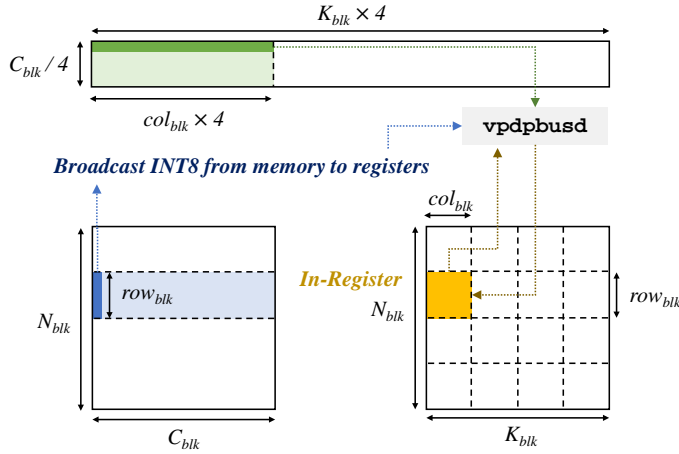 K_blk × 4
C_blk / 4
col_blk × 4
vpdpbusd
Broadcast INT8 from memory to registers
col_blk
row_blk
In-Register
row_blk
N_blk
N_blk
C_blk
K_blk